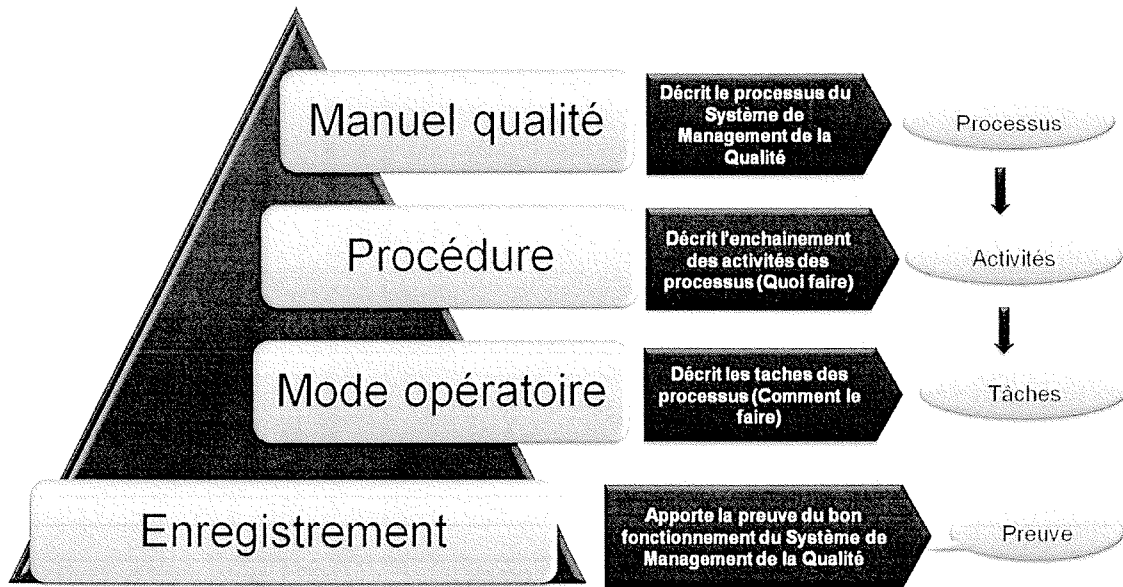 Manuel qualité
Décrit le processus du
Système de
Management de la
Qualité
Processus
Procédure
Décrit l'enchainement
des activités des
processus (Quoi faire)
Activités
Mode opératoire
Décrit les taches des
processus (Comment le
faire)
Tâches
Enregistrement
Apporte la preuve du bon
fonctionnement du Système de
Management de la Qualité
Preuve